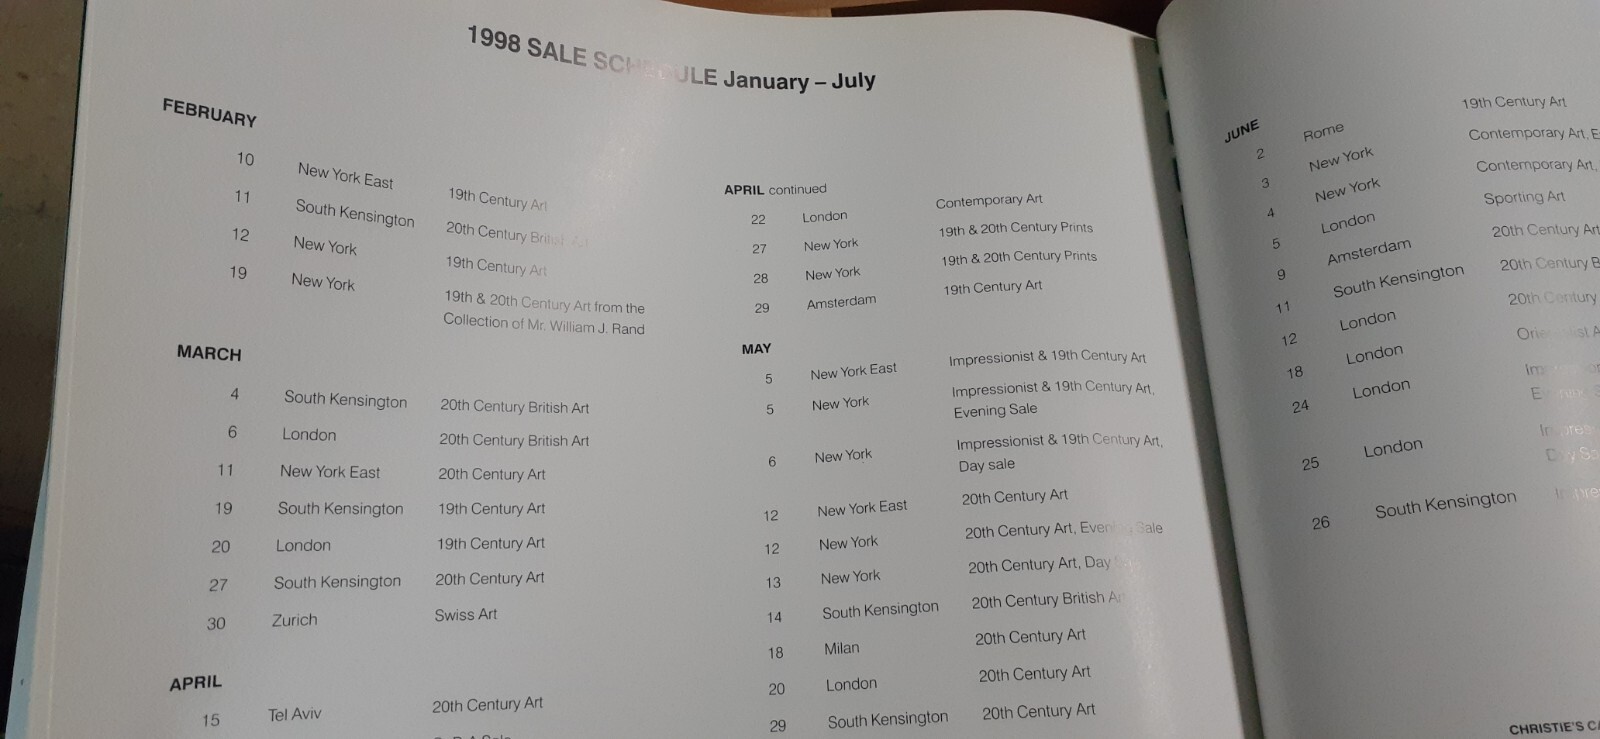 1998 SALE SCHEDULE January – July
FEBRUARY
10 New York East 19th Century Art
11 South Kensington 20th Century British Art
12 New York 19th Century Art
19 New York 19th & 20th Century Art from the
Collection of Mr. William J. Rand
MARCH
4 South Kensington 20th Century British Art
6 London 20th Century British Art
11 New York East 20th Century Art
19 South Kensington 19th Century Art
20 London 19th Century Art
27 South Kensington 20th Century Art
30 Zurich Swiss Art
APRIL
15 Tel Aviv 20th Century Art
APRIL continued
22 London Contemporary Art
27 New York 19th & 20th Century Prints
28 New York 19th & 20th Century Prints
29 Amsterdam 19th Century Art
MAY
5 New York East Impressionist & 19th Century Art
5 New York Impressionist & 19th Century Art,
Evening Sale
6 New York Impressionist & 19th Century Art,
Day sale
12 New York East 20th Century Art
12 New York 20th Century Art, Evening Sale
13 New York 20th Century Art, Day
14 South Kensington 20th Century British Art
18 Milan 20th Century Art
20 London 20th Century Art
29 South Kensington 20th Century Art
JUNE
2 Rome 19th Century Art
3 New York Contemporary Art, E
4 New York Contemporary Art,
5 London Sporting Art
9 Amsterdam 20th Century Art
11 South Kensington 20th Century B
12 London 20th Century
18 London
24 London
25 London
26 South Kensington
CHRISTIE'S